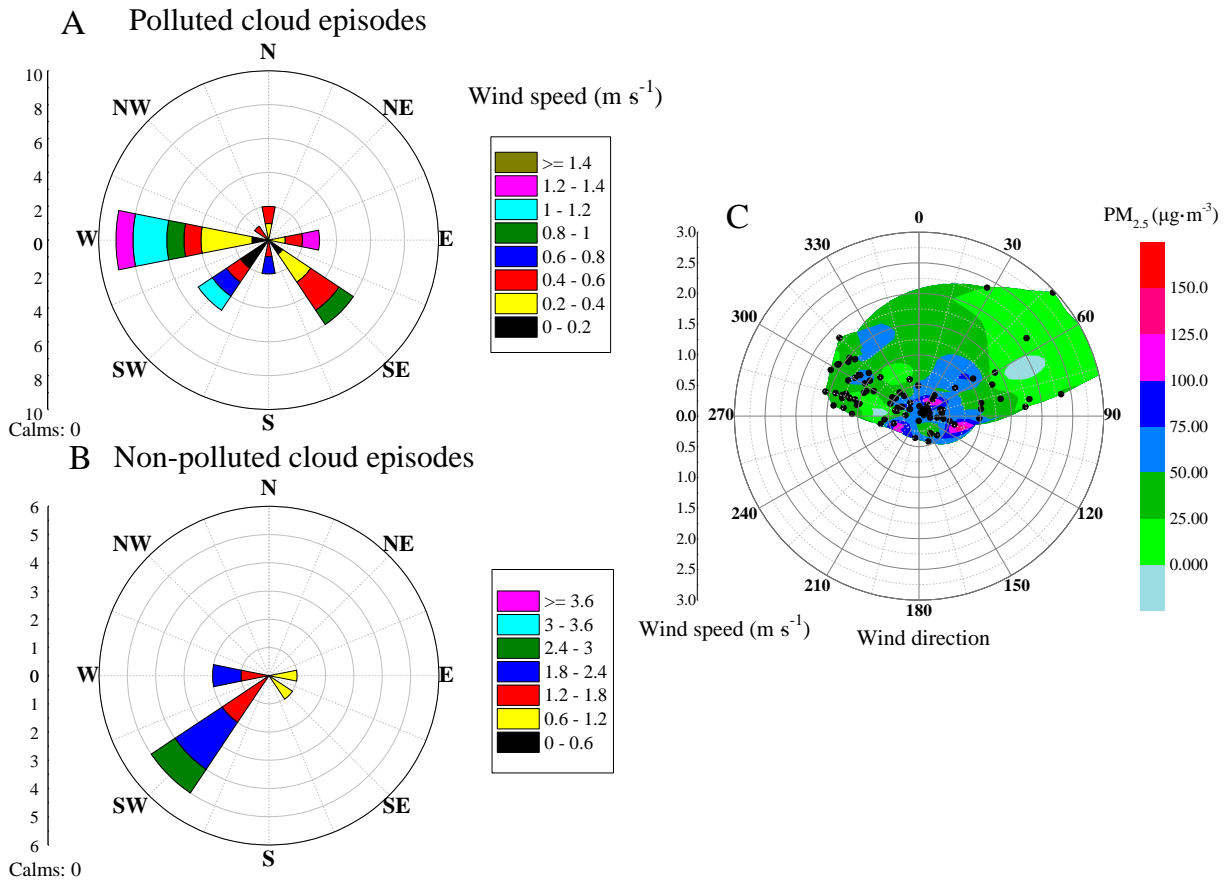 A Polluted cloud episodes
N
NE
E
SE
S
SW
W
NW
10
8
6
4
2
0
2
4
6
8
10
Calms: 0
Wind speed (m s-1)
>= 1.4
1.2 - 1.4
1 - 1.2
0.8 - 1
0.6 - 0.8
0.4 - 0.6
0.2 - 0.4
0 - 0.2
B Non-polluted cloud episodes
N
NE
E
SE
S
SW
W
NW
6
5
4
3
2
1
0
1
2
3
4
5
6
Calms: 0
>= 3.6
3 - 3.6
2.4 - 3
1.8 - 2.4
1.2 - 1.8
0.6 - 1.2
0 - 0.6
C
0
30
60
90
120
150
180
210
240
270
300
330
3.0
2.5
2.0
1.5
1.0
0.5
0.0
0.5
1.0
1.5
2.0
2.5
3.0
Wind speed (m s-1)
Wind direction
PM2.5 (μg·m-3)
150.0
125.0
100.0
75.00
50.00
25.00
0.000